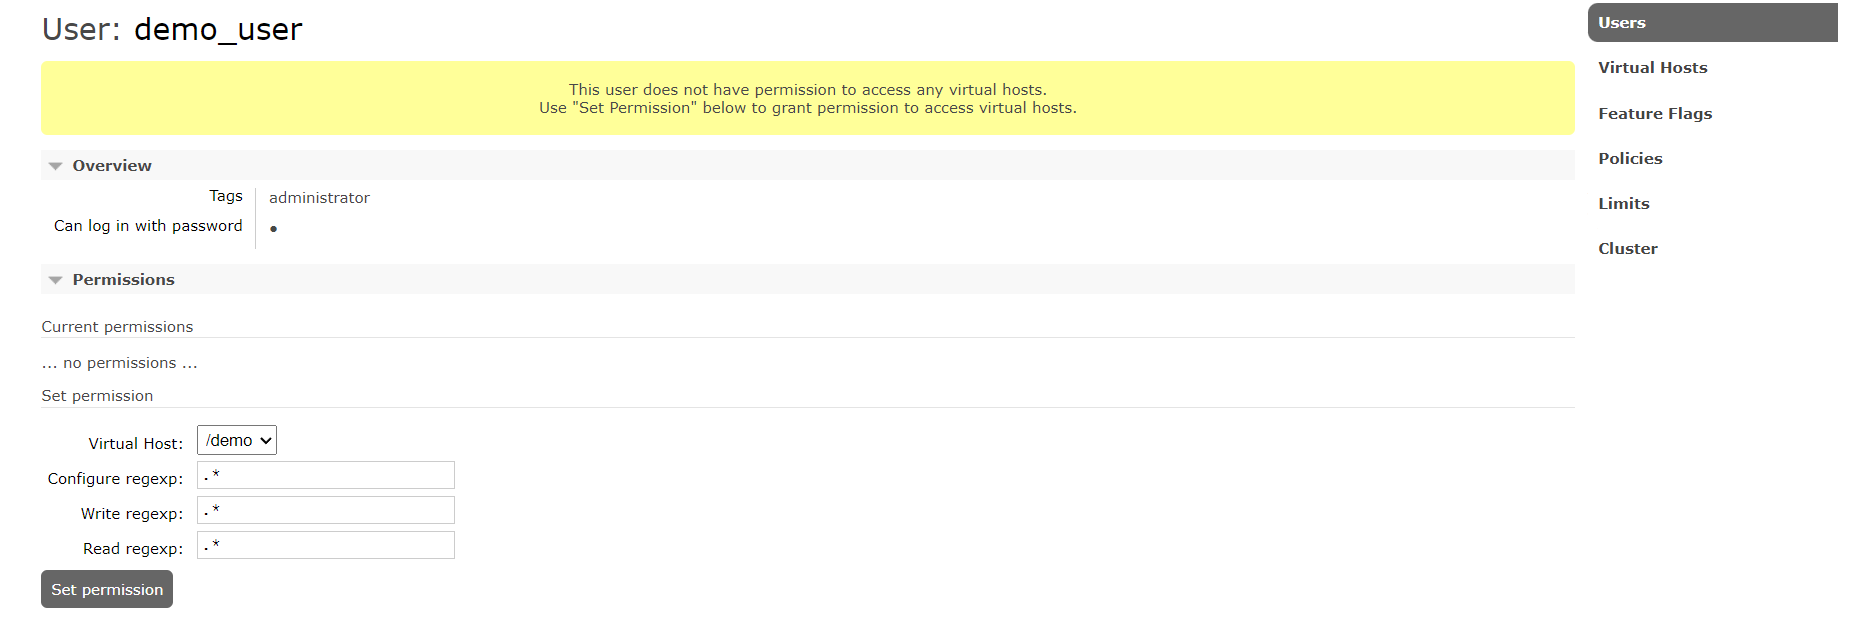 User: demo_user
This user does not have permission to access any virtual hosts.
Use "Set Permission" below to grant permission to access virtual hosts.
Overview
Tags administrator
Can log in with password ●
Permissions
Current permissions
... no permissions ...
Set permission
Virtual Host: /demo
Configure regexp: .*
Write regexp: .*
Read regexp: .*
Set permission
Users
Virtual Hosts
Feature Flags
Policies
Limits
Cluster